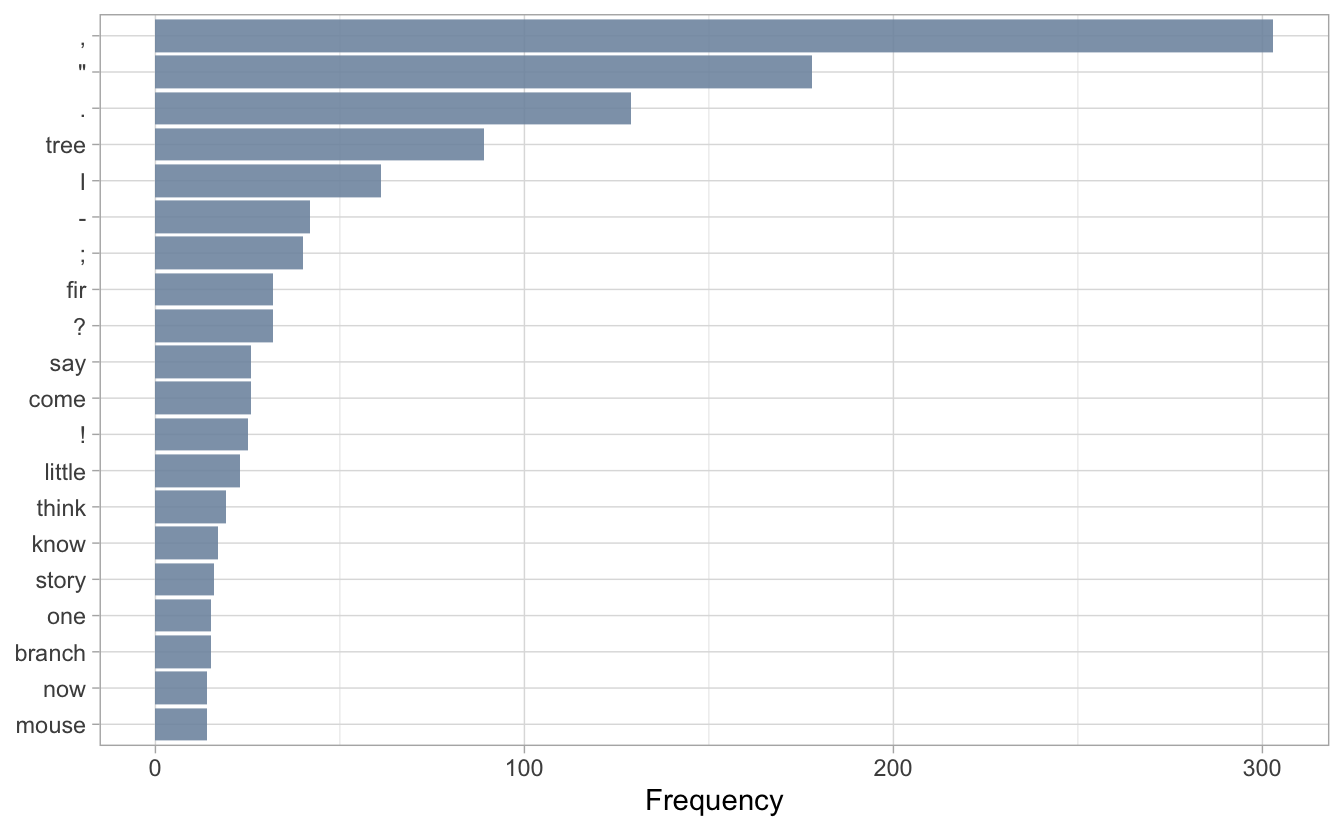 ,
"
.
tree
I
-
;
fir
?
say
come
!
little
think
know
story
one
branch
now
mouse
0 100 200 300
Frequency